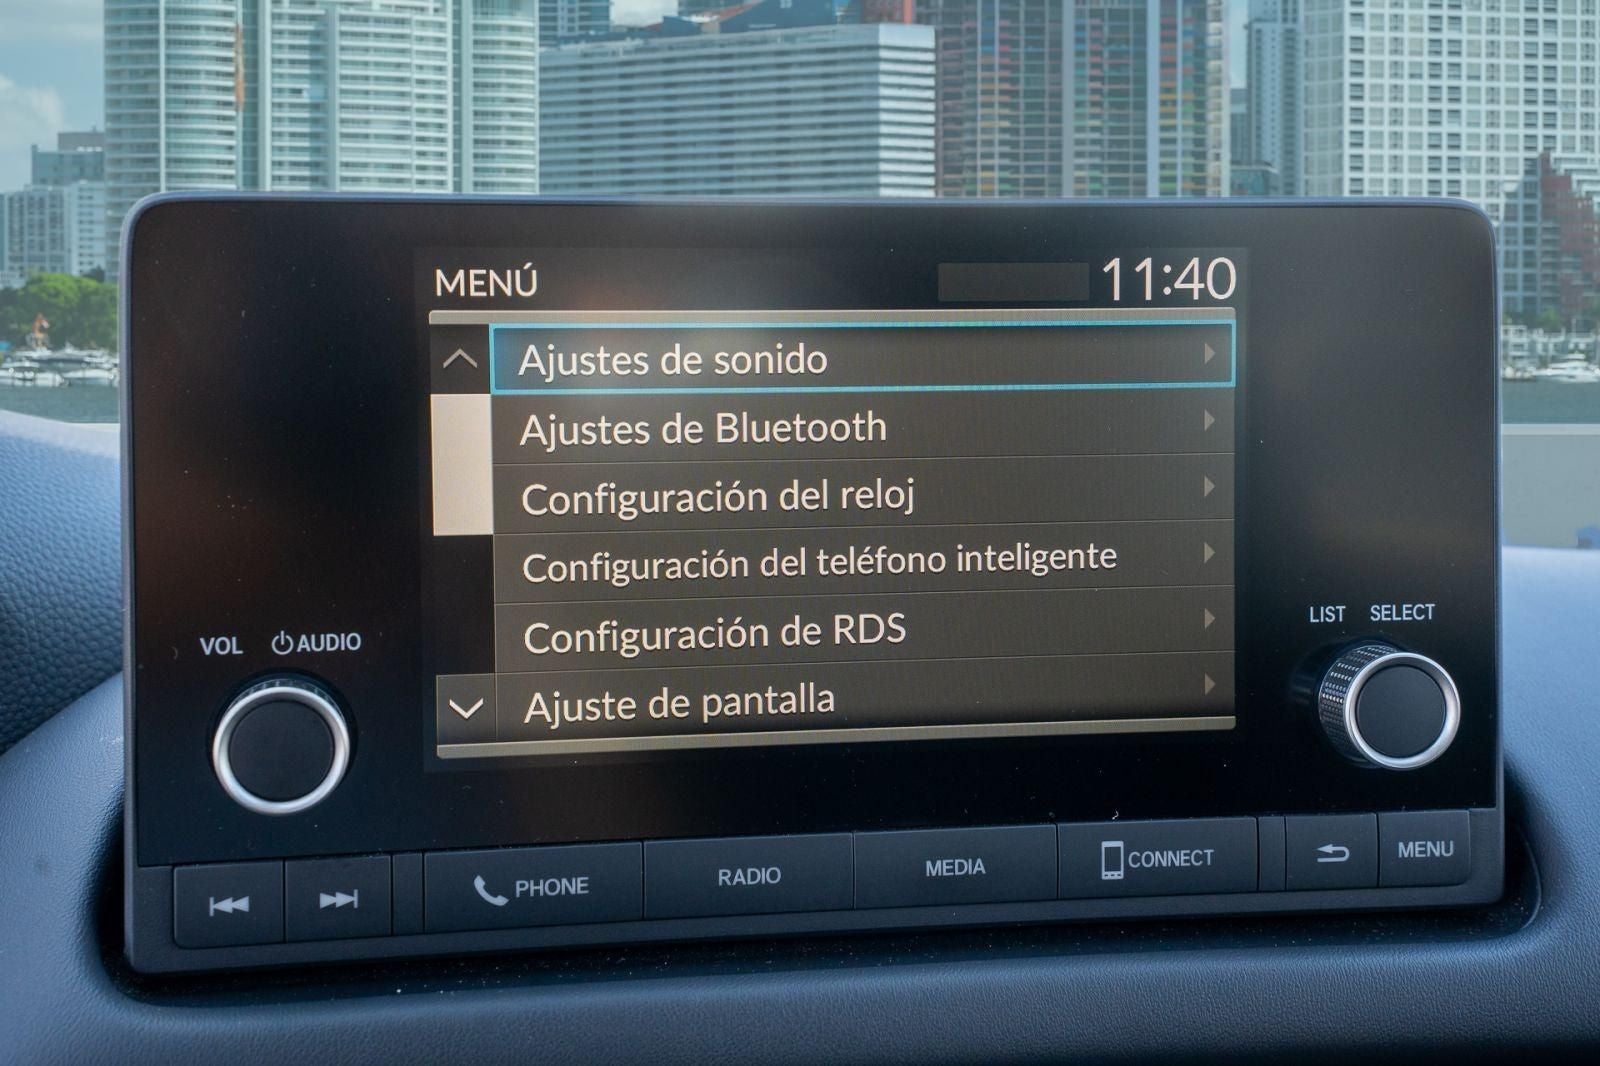 MENÚ 11:40
Ajustes de sonido
Ajustes de Bluetooth
Configuración del reloj
Configuración del teléfono inteligente
Configuración de RDS
Ajuste de pantalla
VOL AUDIO
LIST SELECT
PHONE RADIO MEDIA CONNECT MENU